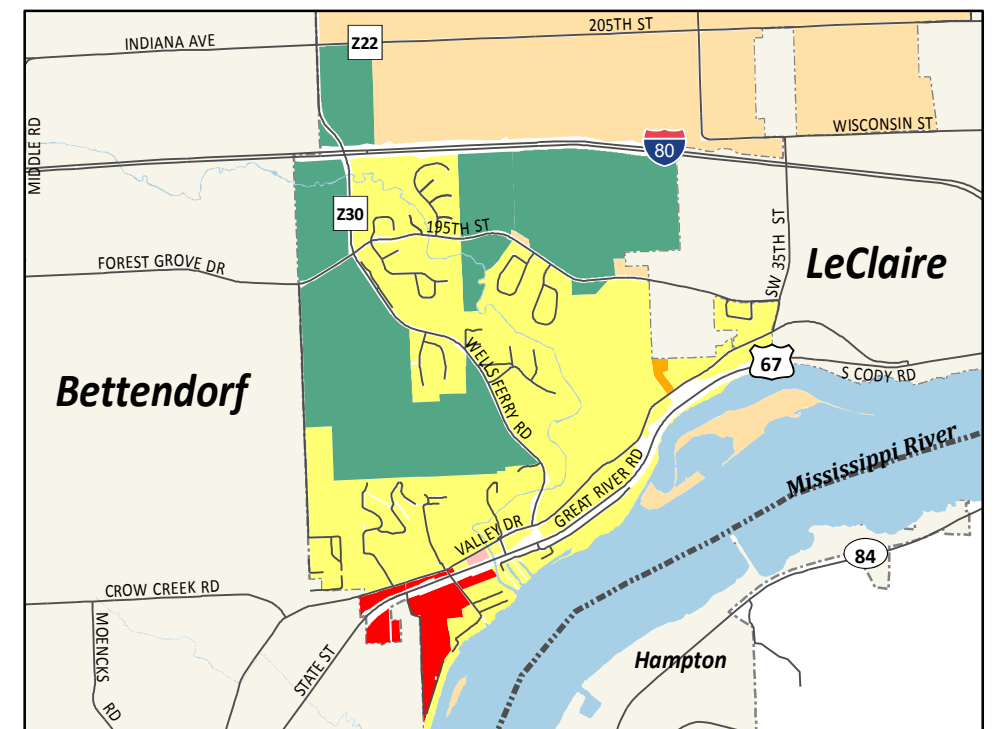 205TH ST
INDIANA AVE
Z22
MIDDLE RD
WISCONSIN ST
80
Z30
195TH ST
SW 35TH ST
FOREST GROVE DR
LeClaire
Bettendorf
WELLS FERRY RD
67
S CODY RD
Mississippi River
GREAT RIVER RD
VALLEY DR
84
CROW CREEK RD
MOENCKS RD
STATE ST
Hampton